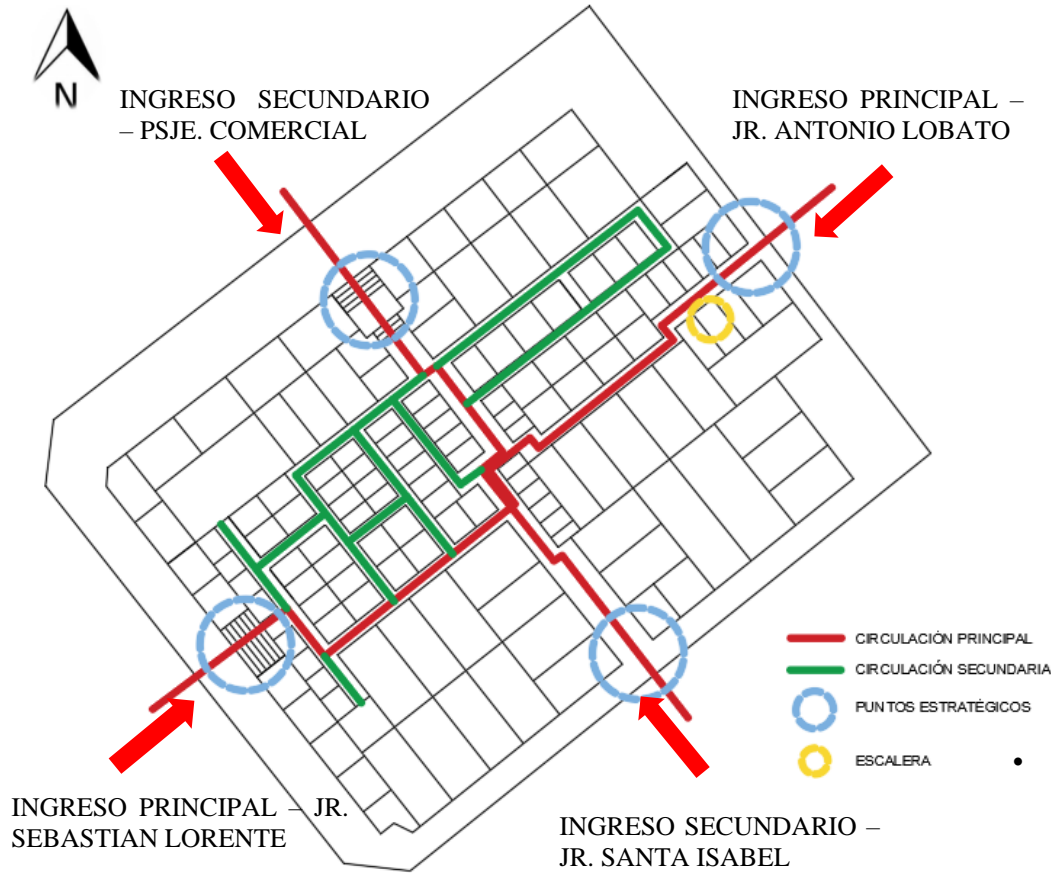 N
INGRESO SECUNDARIO
– PSJE. COMERCIAL
INGRESO PRINCIPAL –
JR. ANTONIO LOBATO
CIRCULACIÓN PRINCIPAL
CIRCULACIÓN SECUNDARIA
PUNTOS ESTRATÉGICOS
ESCALERA
INGRESO PRINCIPAL – JR.
SEBASTIAN LORENTE
INGRESO SECUNDARIO –
JR. SANTA ISABEL